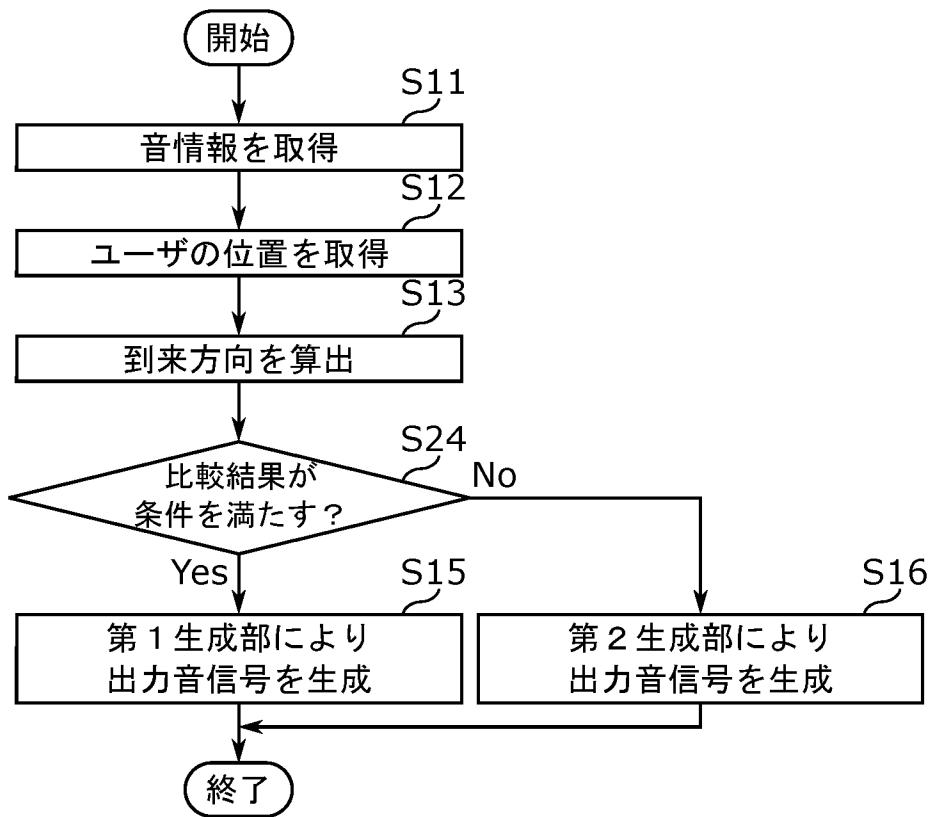 開始
S11
音情報を取得
S12
ユーザの位置を取得
S13
到来方向を算出
S24
比較結果が
条件を満たす？
No
Yes
S15
第１生成部により
出力音信号を生成
S16
第２生成部により
出力音信号を生成
終了